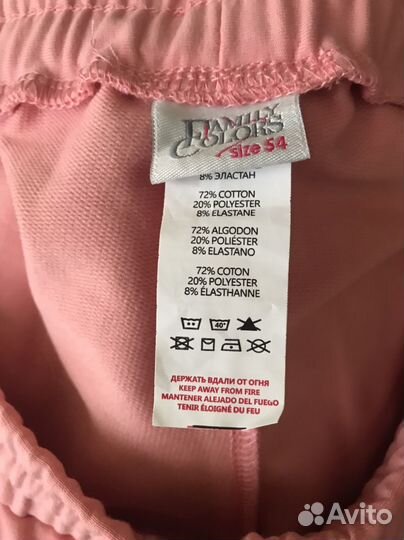 FAMILY
COLORS
size 54
8% ЭЛАСТАН
72% COTTON
20% POLYESTER
8% ELASTANE
72% ALGODON
20% POLIÉSTER
8% ELASTANO
72% COTON
20% POLYESTER
8% ÉLASTHANNE
40°
ДЕРЖАТЬ ВДАЛИ ОТ ОГНЯ
KEEP AWAY FROM FIRE
MANTENER ALEJADO DEL FUEGO
TENIR ÉLOIGNÉ DU FEU
Avito